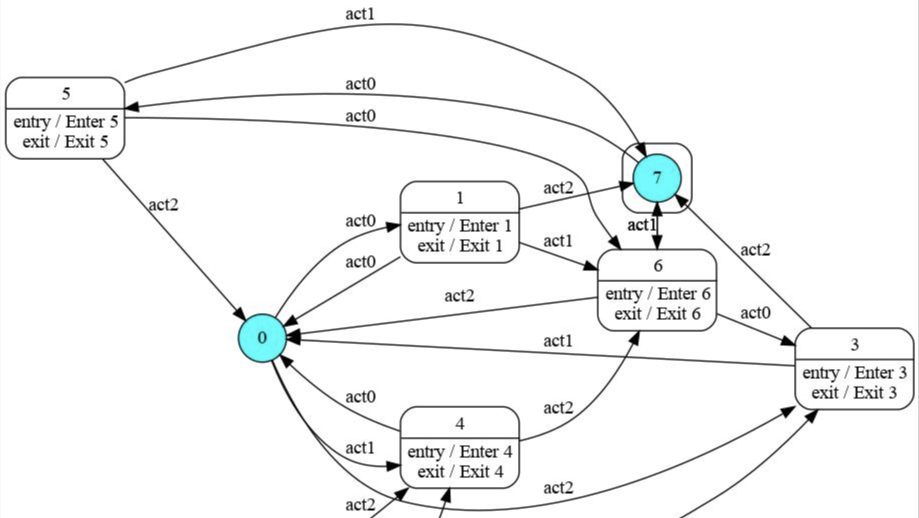 act1
act0
act0
5
entry / Enter 5
exit / Exit 5
act2
7
act2
act1
1
entry / Enter 1
exit / Exit 1
act0
act0
act1
act2
6
entry / Enter 6
exit / Exit 6
act2
act0
0
act1
3
entry / Enter 3
exit / Exit 3
act0
act2
4
entry / Enter 4
exit / Exit 4
act1
act2
act2